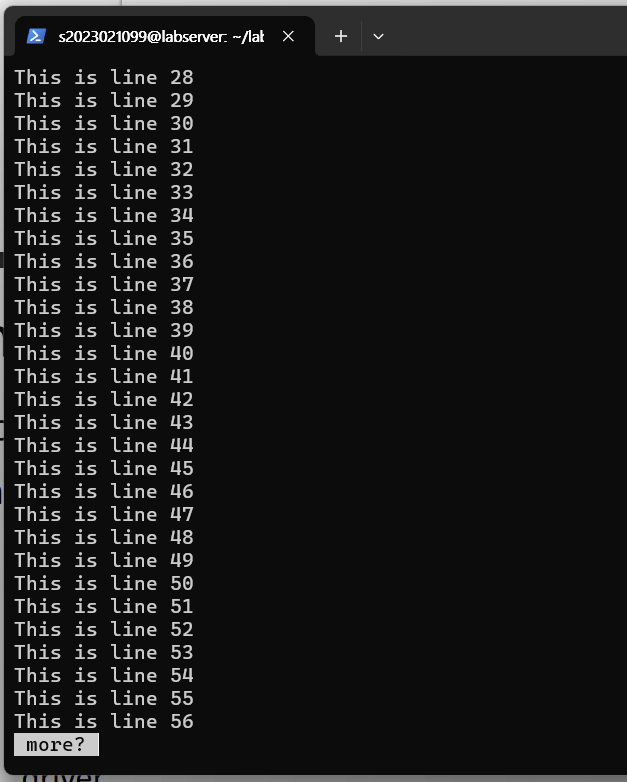 s2023021099@labserver: ~/lab
This is line 28
This is line 29
This is line 30
This is line 31
This is line 32
This is line 33
This is line 34
This is line 35
This is line 36
This is line 37
This is line 38
This is line 39
This is line 40
This is line 41
This is line 42
This is line 43
This is line 44
This is line 45
This is line 46
This is line 47
This is line 48
This is line 49
This is line 50
This is line 51
This is line 52
This is line 53
This is line 54
This is line 55
This is line 56
more?
driver